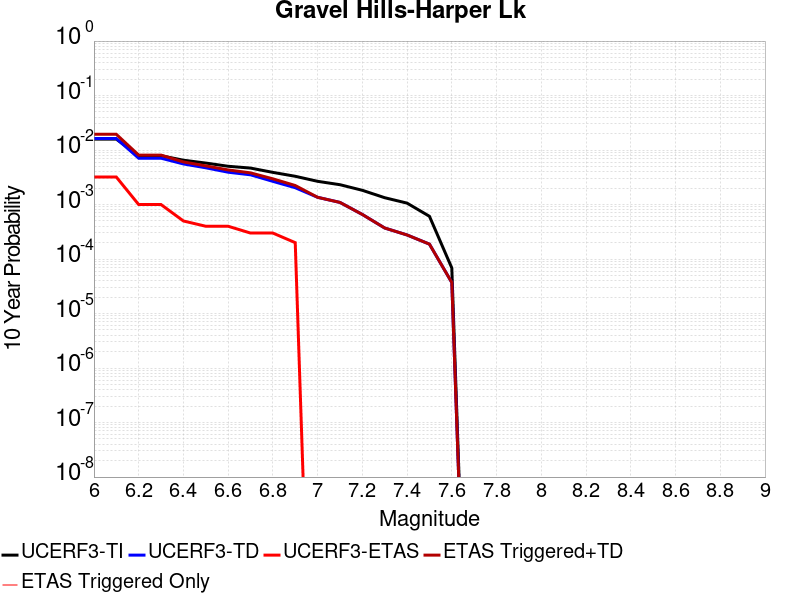 Gravel Hills-Harper Lk
10^0
10^-1
10^-2
10^-3
10^-4
10^-5
10^-6
10^-7
10^-8
10 Year Probability
6 6.2 6.4 6.6 6.8 7 7.2 7.4 7.6 7.8 8 8.2 8.4 8.6 8.8 9
Magnitude
UCERF3-TI UCERF3-TD UCERF3-ETAS ETAS Triggered+TD
ETAS Triggered Only